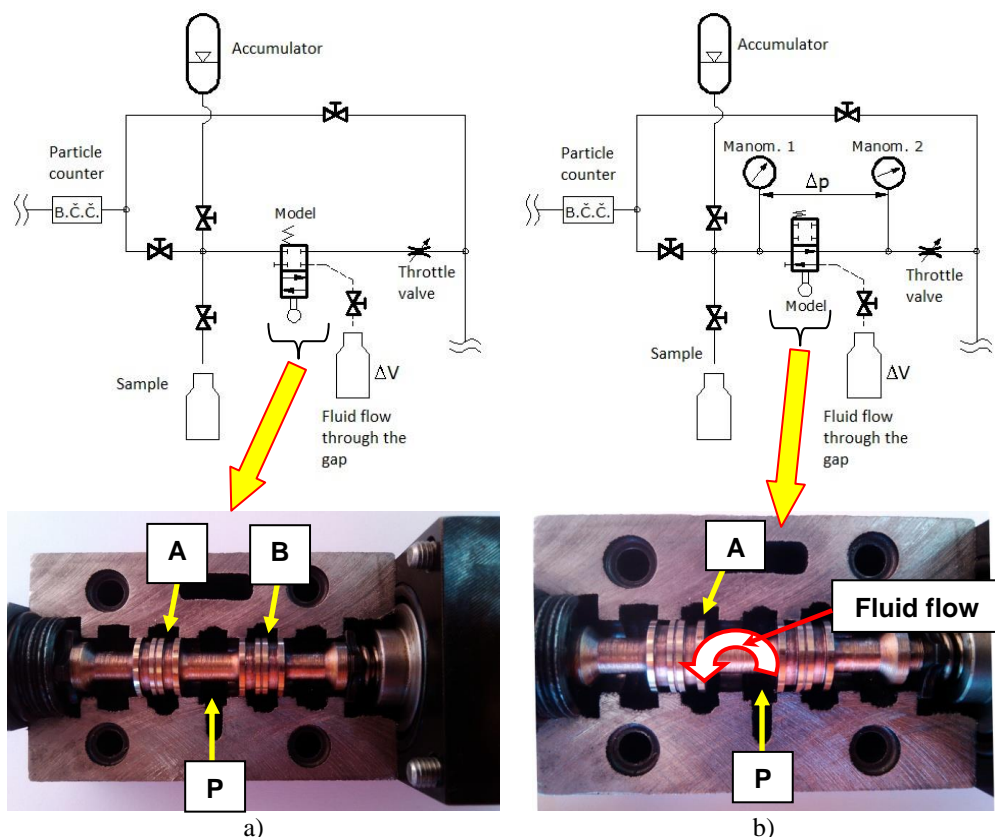 Accumulator
Particle
counter
B.Č.Č.
Model
Throttle
valve
Sample
ΔV
Fluid flow
through the
gap
A
B
P
a)
Accumulator
Manom. 1
Manom. 2
Δp
Particle
counter
B.Č.Č.
Throttle
valve
Model
Sample
ΔV
Fluid flow
through the
gap
A
Fluid flow
P
b)